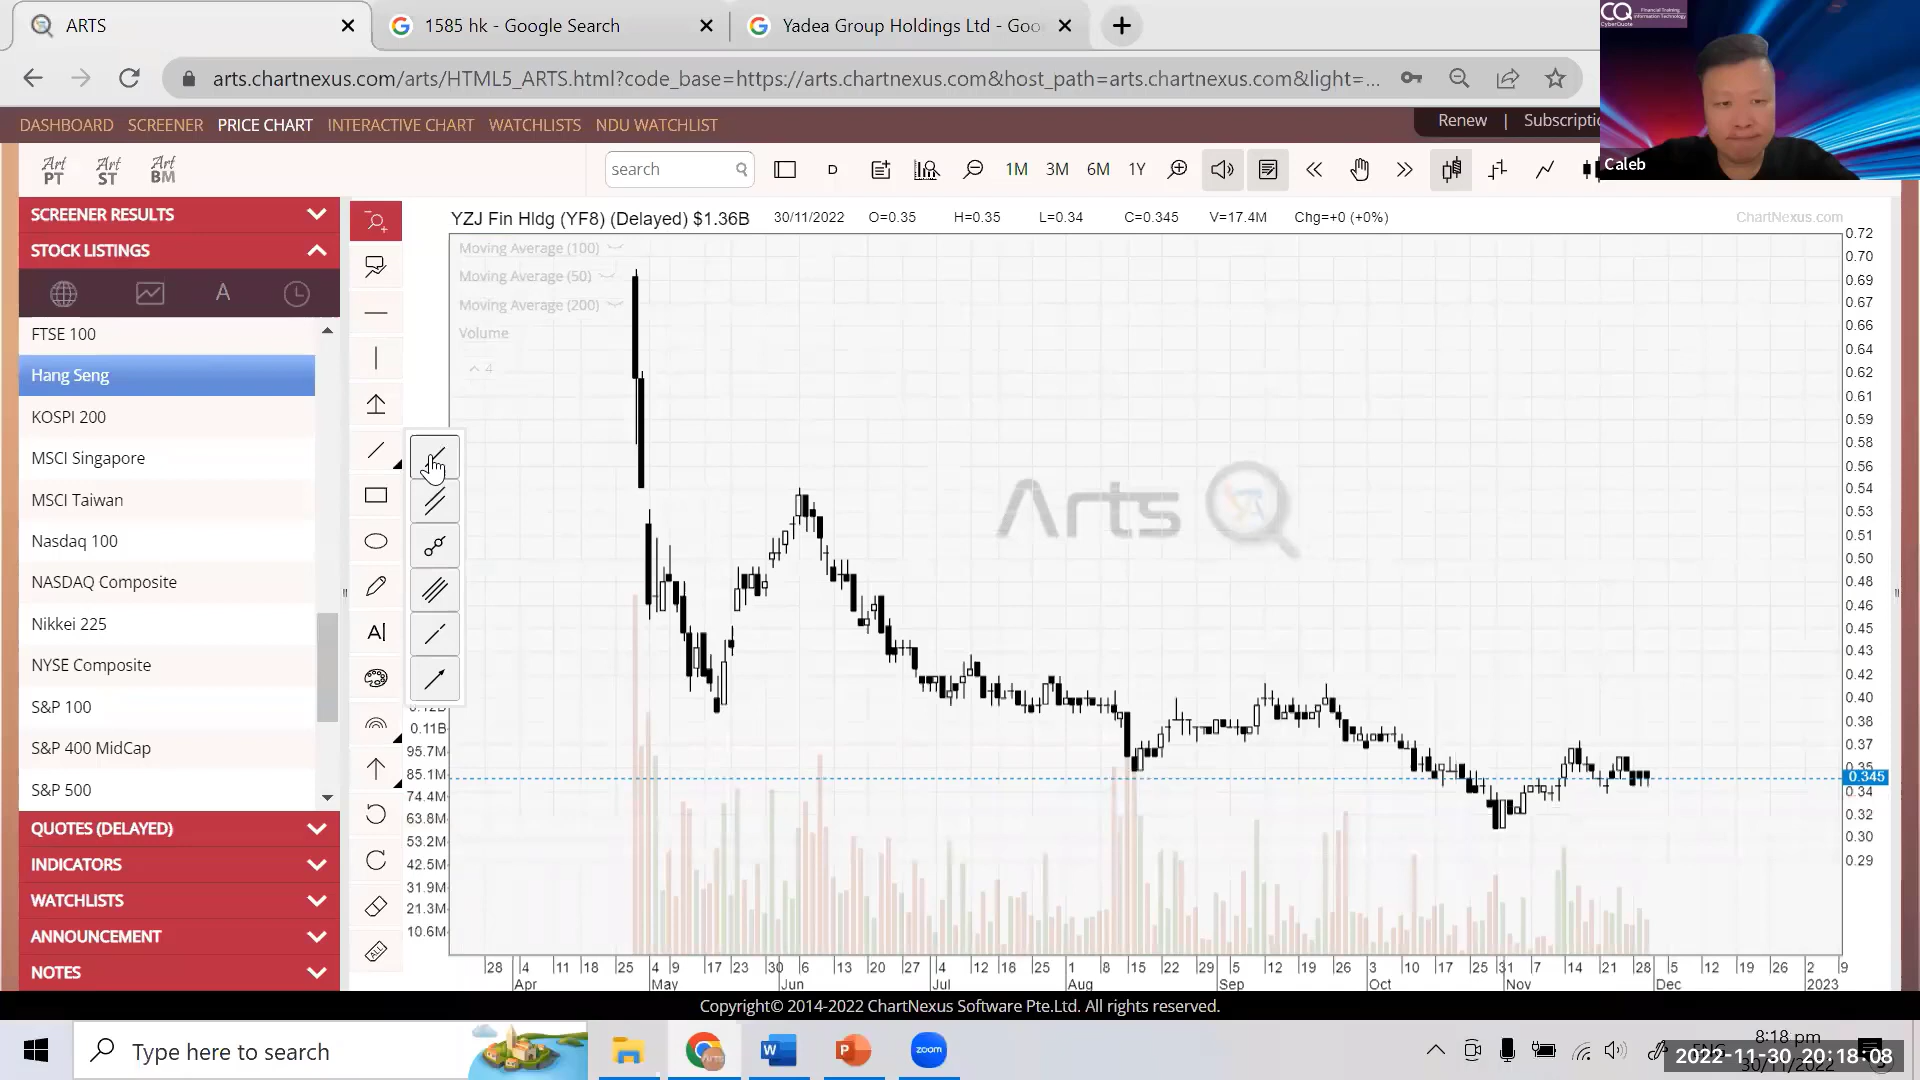 ARTS
1585 hk - Google Search
Yadea Group Holdings Ltd - Goo
CQ Financial Training
Information Technology
CyberQuote
arts.chartnexus.com/arts/HTML5_ARTS.html?code_base=https://arts.chartnexus.com&host_path=arts.chartnexus.com&light=...
DASHBOARD SCREENER PRICE CHART INTERACTIVE CHART WATCHLISTS NDU WATCHLIST
Renew | Subscriptio
Caleb
Art PT
Art ST
Art BM
search D 1M 3M 6M 1Y
SCREENER RESULTS
STOCK LISTINGS
A
FTSE 100
Hang Seng
KOSPI 200
MSCI Singapore
MSCI Taiwan
Nasdaq 100
NASDAQ Composite
Nikkei 225
NYSE Composite
S&P 100
S&P 400 MidCap
S&P 500
QUOTES (DELAYED)
INDICATORS
WATCHLISTS
ANNOUNCEMENT
NOTES
A
YZJ Fin Hldg (YF8) (Delayed) $1.36B 30/11/2022 O=0.35 H=0.35 L=0.34 C=0.345 V=17.4M Chg=+0 (+0%) ChartNexus.com
Moving Average (100)
Moving Average (50)
Moving Average (200)
Volume
4
Arts
0.72
0.70
0.69
0.67
0.66
0.64
0.62
0.61
0.59
0.58
0.56
0.54
0.53
0.51
0.50
0.48
0.46
0.45
0.43
0.42
0.40
0.38
0.37
0.35
0.345
0.34
0.32
0.30
0.29
0.12B
0.11B
95.7M
85.1M
74.4M
63.8M
53.2M
42.5M
31.9M
21.3M
10.6M
28 4 11 18 25 4 9 17 23 30 6 13 20 27 4 12 18 25 1 8 15 22 29 5 12 19 26 3 10 17 25 31 7 14 21 28 5 12 19 26 2 9
Apr May Jun Jul Aug Sep Oct Nov Dec 2023
Copyright© 2014-2022 ChartNexus Software Pte.Ltd. All rights reserved.
Type here to search
8:18 pm
2022-11-30 20:18:08
30/11/2022